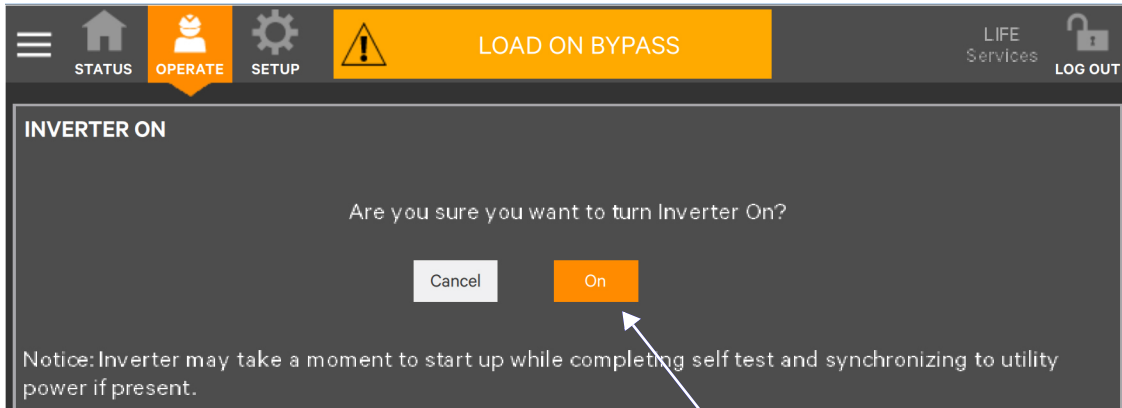 STATUS
OPERATE
SETUP
LOAD ON BYPASS
LIFE
Services
LOG OUT
INVERTER ON
Are you sure you want to turn Inverter On?
Cancel
On
Notice: Inverter may take a moment to start up while completing self test and synchronizing to utility
power if present.